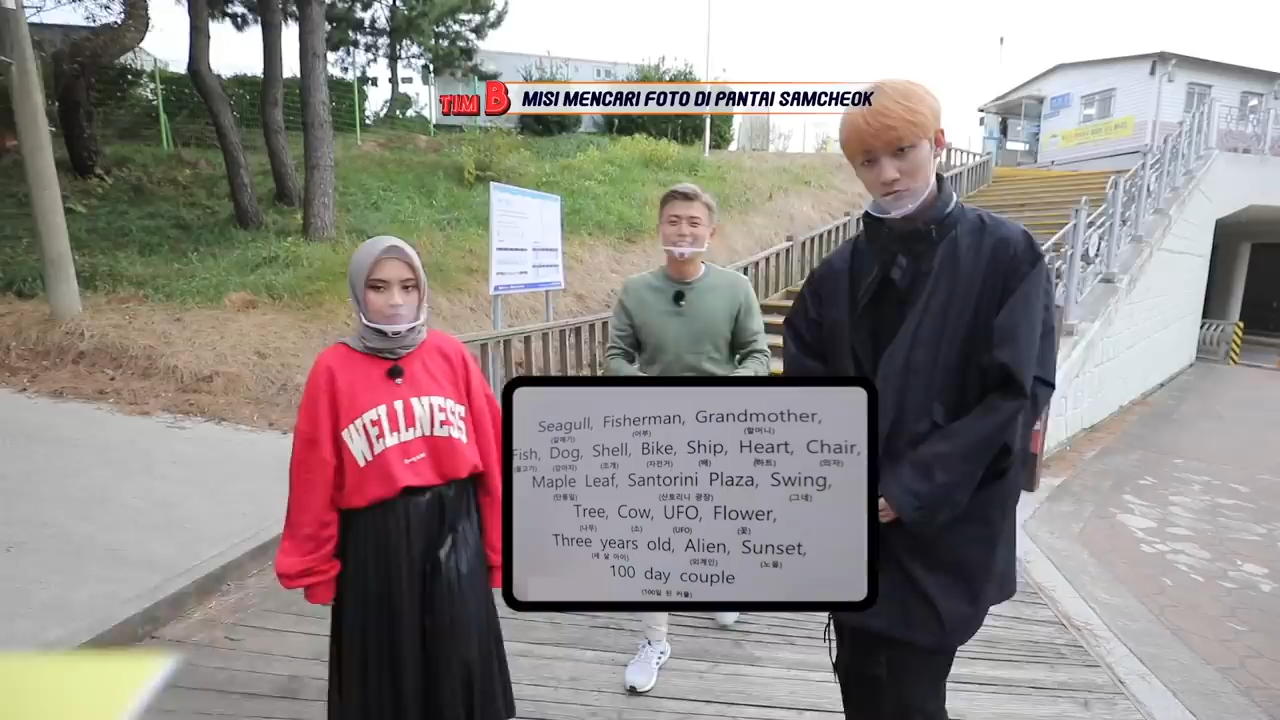 TIM B MISI MENCARI FOTO DI PANTAI SAMCHEOK
WELLNESS
Seagull, Fisherman, Grandmother,
(갈매기) (어부) (할머니)
Fish, Dog, Shell, Bike, Ship, Heart, Chair,
(물고기) (강아지) (조개) (자전거) (배) (하트) (의자)
Maple Leaf, Santorini Plaza, Swing,
(단풍잎) (산토리니 광장) (그네)
Tree, Cow, UFO, Flower,
(나무) (소) (UFO) (꽃)
Three years old, Alien, Sunset,
(세 살 아이) (외계인) (노을)
100 day couple
(100일 된 커플)